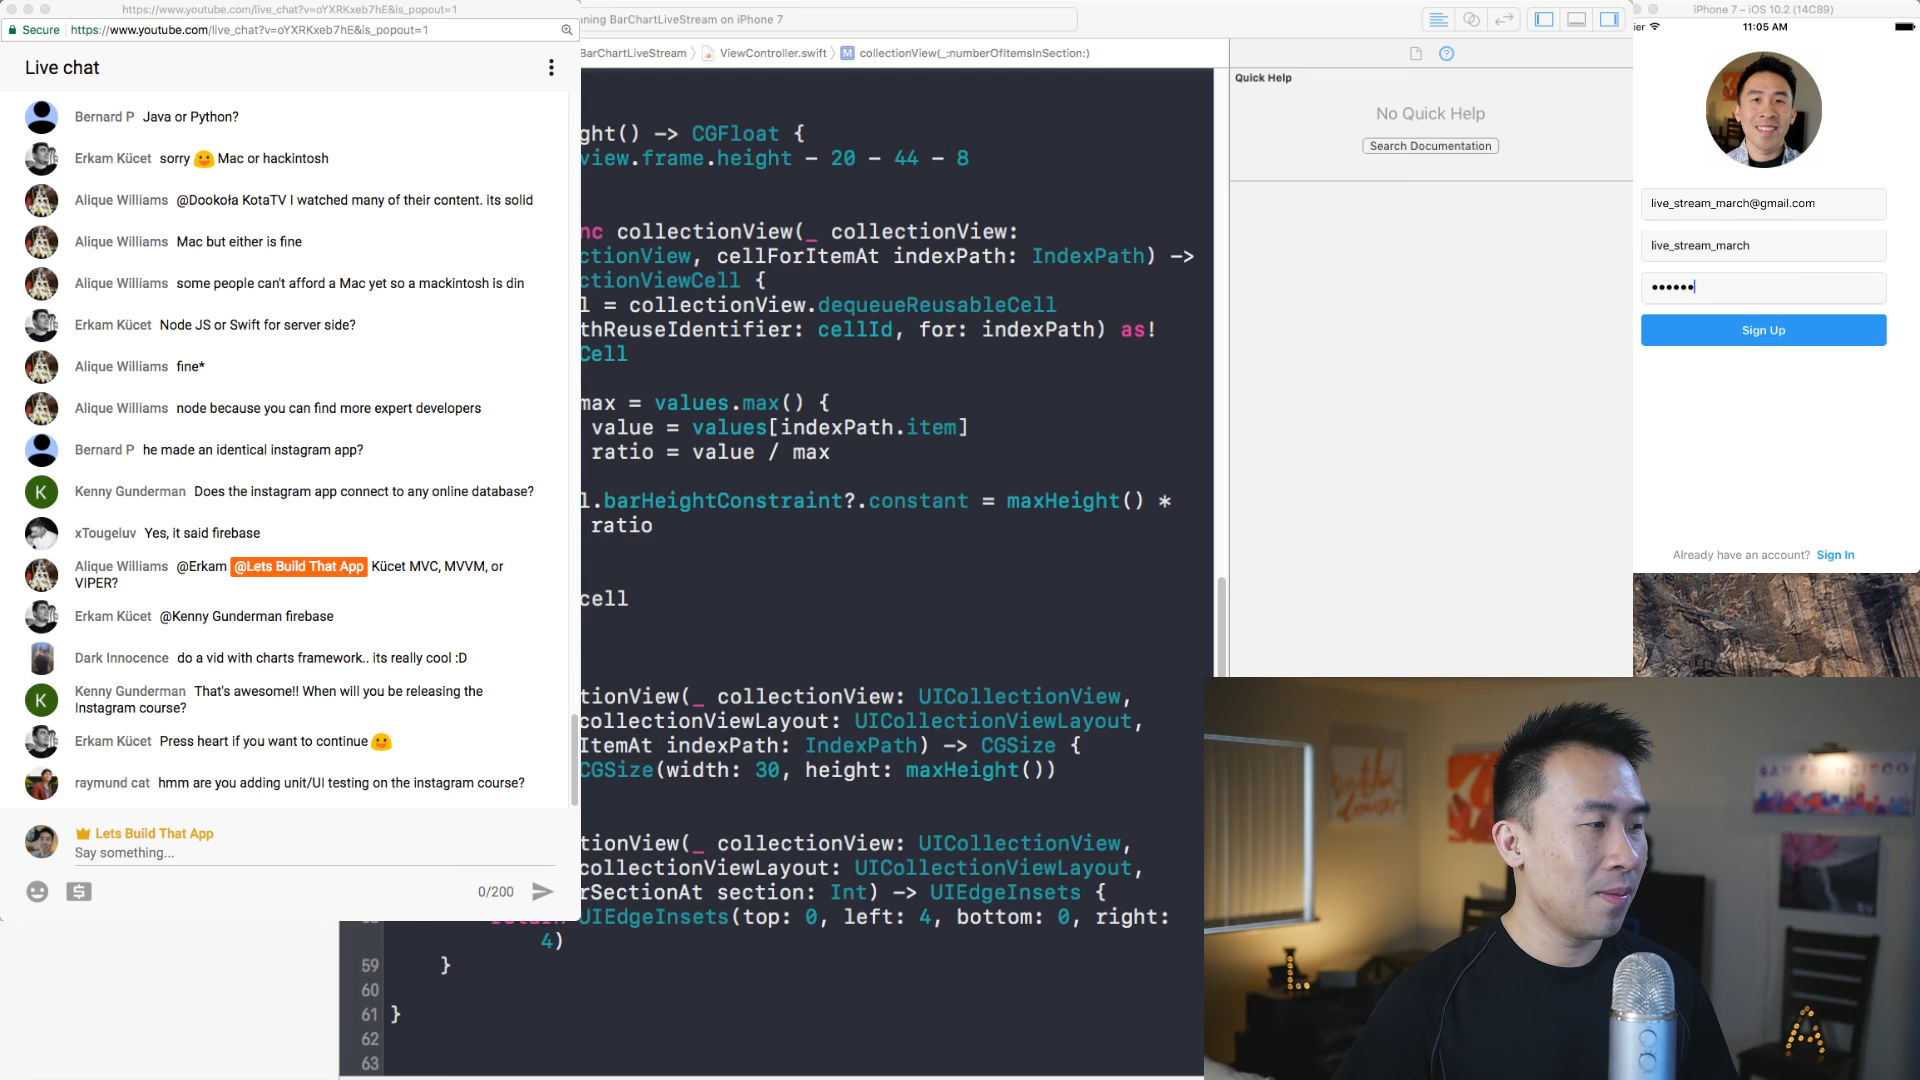 https://www.youtube.com/live_chat?v=oYXRKxeb7hE&is_popout=1
Secure https://www.youtube.com/live_chat?v=oYXRKxeb7hE&is_popout=1
Live chat
Bernard P Java or Python?
Erkam Kücet sorry Mac or hackintosh
Alique Williams @Dookoła KotaTV I watched many of their content. its solid
Alique Williams Mac but either is fine
Alique Williams some people can't afford a Mac yet so a mackintosh is din
Erkam Kücet Node JS or Swift for server side?
Alique Williams fine*
Alique Williams node because you can find more expert developers
Bernard P he made an identical instagram app?
K
Kenny Gunderman Does the instagram app connect to any online database?
xTougeluv Yes, it said firebase
Alique Williams @Erkam @Lets Build That App Kücet MVC, MVVM, or
VIPER?
Erkam Kücet @Kenny Gunderman firebase
Dark Innocence do a vid with charts framework.. its really cool :D
K
Kenny Gunderman That's awesome!! When will you be releasing the
Instagram course?
Erkam Kücet Press heart if you want to continue
raymund cat hmm are you adding unit/UI testing on the instagram course?
Lets Build That App
Say something...
0/200
ning BarChartLiveStream on iPhone 7
BarChartLiveStream ViewController.swift M collectionView(_:numberOfItemsInSection:)
ght() -> CGFloat {
view.frame.height - 20 - 44 - 8
nc collectionView(_ collectionView:
ctionView, cellForItemAt indexPath: IndexPath) ->
ctionViewCell {
l = collectionView.dequeueReusableCell
thReuseIdentifier: cellId, for: indexPath) as!
Cell
max = values.max() {
value = values[indexPath.item]
ratio = value / max
l.barHeightConstraint?.constant = maxHeight() *
ratio
cell
tionView(_ collectionView: UICollectionView,
collectionViewLayout: UICollectionViewLayout,
ItemAt indexPath: IndexPath) -> CGSize {
CGSize(width: 30, height: maxHeight())
tionView(_ collectionView: UICollectionView,
collectionViewLayout: UICollectionViewLayout,
rSectionAt section: Int) -> UIEdgeInsets {
return UIEdgeInsets(top: 0, left: 4, bottom: 0, right:
4)
59 }
60
61 }
62
63
Quick Help
No Quick Help
Search Documentation
iPhone 7 – iOS 10.2 (14C89)
ier 11:05 AM
live_stream_march@gmail.com
live_stream_march
••••••
Sign Up
Already have an account? Sign In
SAN FRANCISCO
L
A